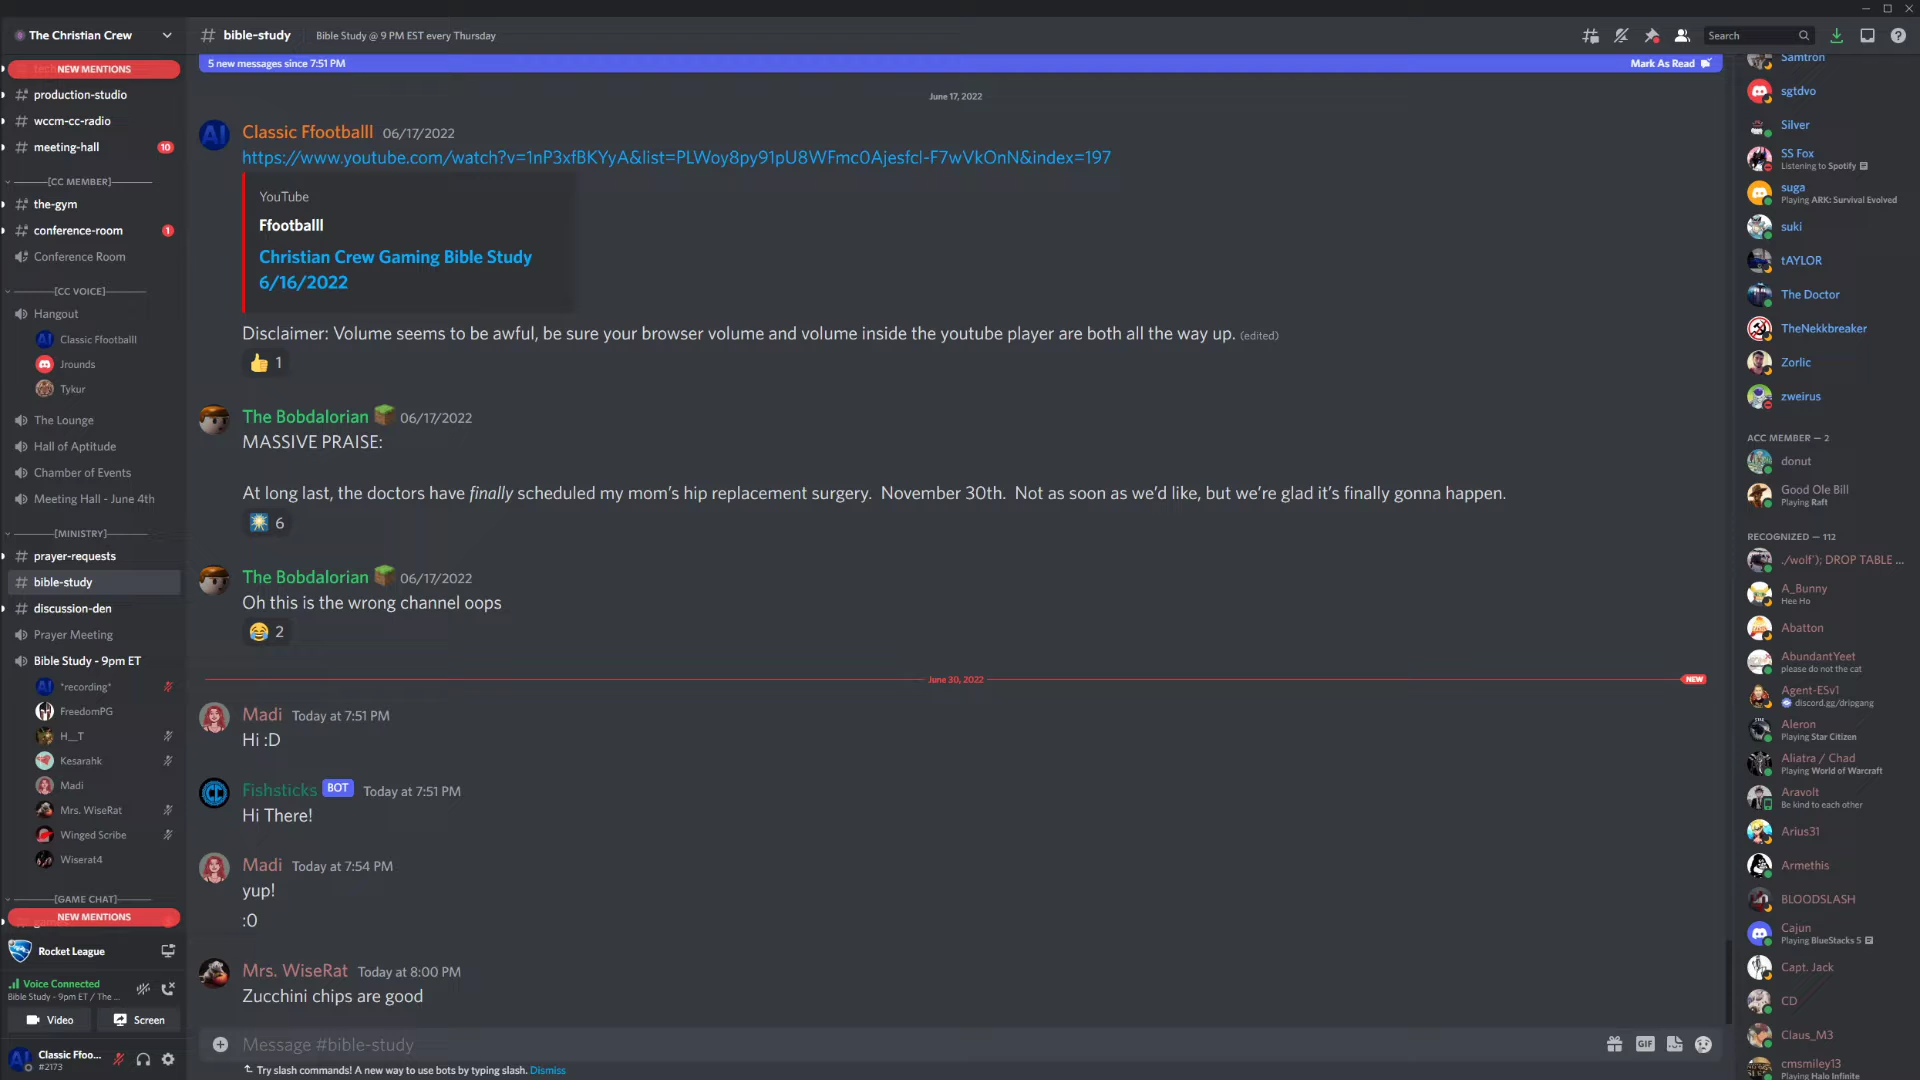 The Christian Crew
NEW MENTIONS
production-studio
wccm-cc-radio
meeting-hall 10
[CC MEMBER]
the-gym
conference-room 1
Conference Room
[CC VOICE]
Hangout
Classic Ffootballl
Jrounds
Tykur
The Lounge
Hall of Aptitude
Chamber of Events
Meeting Hall - June 4th
[MINISTRY]
prayer-requests
bible-study
discussion-den
Prayer Meeting
Bible Study - 9pm ET
*recording*
FreedomPG
H__T
Kesarahk
Madi
Mrs. WiseRat
Winged Scribe
Wiserat4
[GAME CHAT]
NEW MENTIONS
Rocket League
Voice Connected
Bible Study - 9pm ET / The ...
Video Screen
Classic Ffoo...
#2173
# bible-study Bible Study @ 9 PM EST every Thursday
Search
5 new messages since 7:51 PM Mark As Read
June 17, 2022
AI Classic Ffootballl 06/17/2022
https://www.youtube.com/watch?v=1nP3xfBKYyA&list=PLWoy8py91pU8WFmc0Ajesfcl-F7wVkOnN&index=197
YouTube
Ffootballl
Christian Crew Gaming Bible Study
6/16/2022
Disclaimer: Volume seems to be awful, be sure your browser volume and volume inside the youtube player are both all the way up. (edited)
1
The Bobdalorian 06/17/2022
MASSIVE PRAISE:
At long last, the doctors have finally scheduled my mom's hip replacement surgery. November 30th. Not as soon as we'd like, but we're glad it's finally gonna happen.
6
The Bobdalorian 06/17/2022
Oh this is the wrong channel oops
2
June 30, 2022 NEW
Madi Today at 7:51 PM
Hi :D
Fishsticks BOT Today at 7:51 PM
Hi There!
Madi Today at 7:54 PM
yup!
:0
Mrs. WiseRat Today at 8:00 PM
Zucchini chips are good
Message #bible-study
GIF
Try slash commands! A new way to use bots by typing slash. Dismiss
Samtron
sgtdvo
Silver
SS Fox
Listening to Spotify
suga
Playing ARK: Survival Evolved
suki
tAYLOR
The Doctor
TheNekkbreaker
Zorlic
zweirus
ACC MEMBER — 2
donut
Good Ole Bill
Playing Raft
RECOGNIZED — 112
./wolf`); DROP TABLE ...
A_Bunny
Hee Ho
Abatton
AbundantYeet
please do not the cat
Agent-ESv1
discord.gg/dripgang
Aleron
Playing Star Citizen
Aliatra / Chad
Playing World of Warcraft
Aravolt
Be kind to each other
Arius31
Armethis
BLOODSLASH
Cajun
Playing BlueStacks 5
Capt. Jack
CD
Claus_M3
cmsmiley13
Playing Halo Infinite